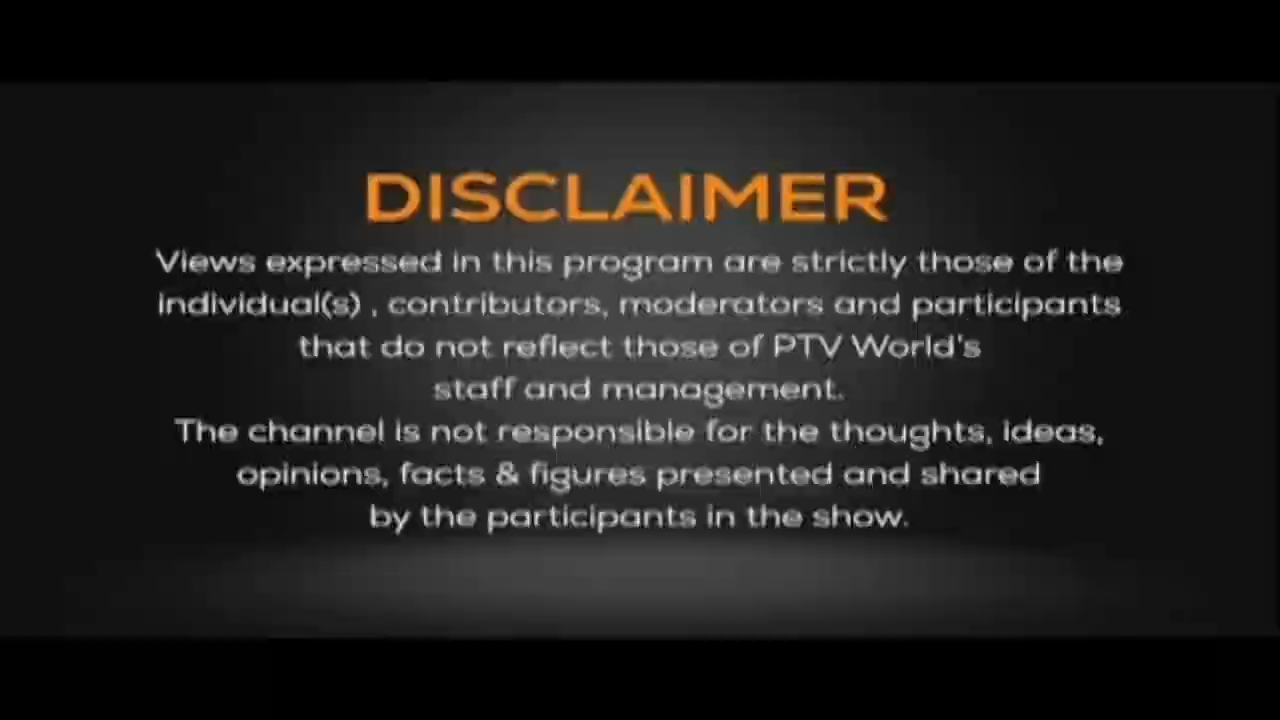 DISCLAIMER
Views expressed in this program are strictly those of the
individual(s) , contributors, moderators and participants
that do not reflect those of PTV World's
staff and management.
The channel is not responsible for the thoughts, ideas,
opinions, facts & figures presented and shared
by the participants in the show.